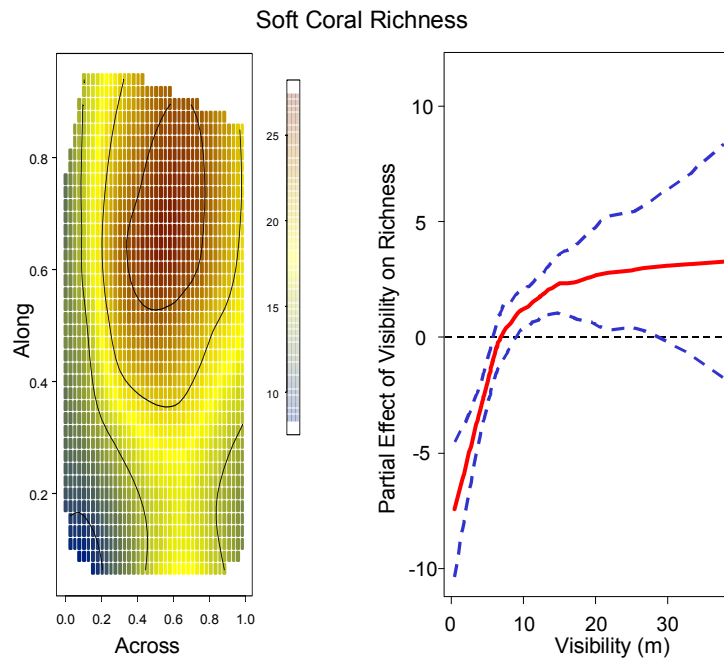 Soft Coral Richness
Along
0.8
0.6
0.4
0.2
0.0 0.2 0.4 0.6 0.8 1.0
Across
25
20
15
10
Partial Effect of Visibility on Richness
10
5
0
-5
-10
0 10 20 30
Visibility (m)